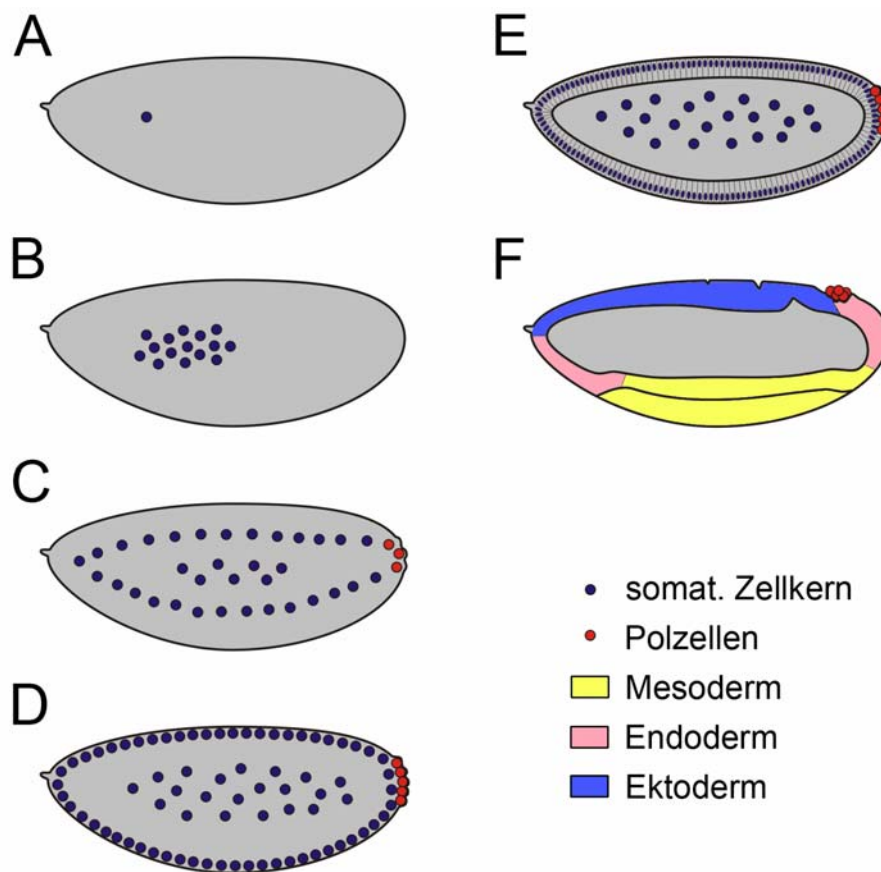 A
B
C
D
E
F
somat. Zellkern
Polzellen
Mesoderm
Endoderm
Ektoderm